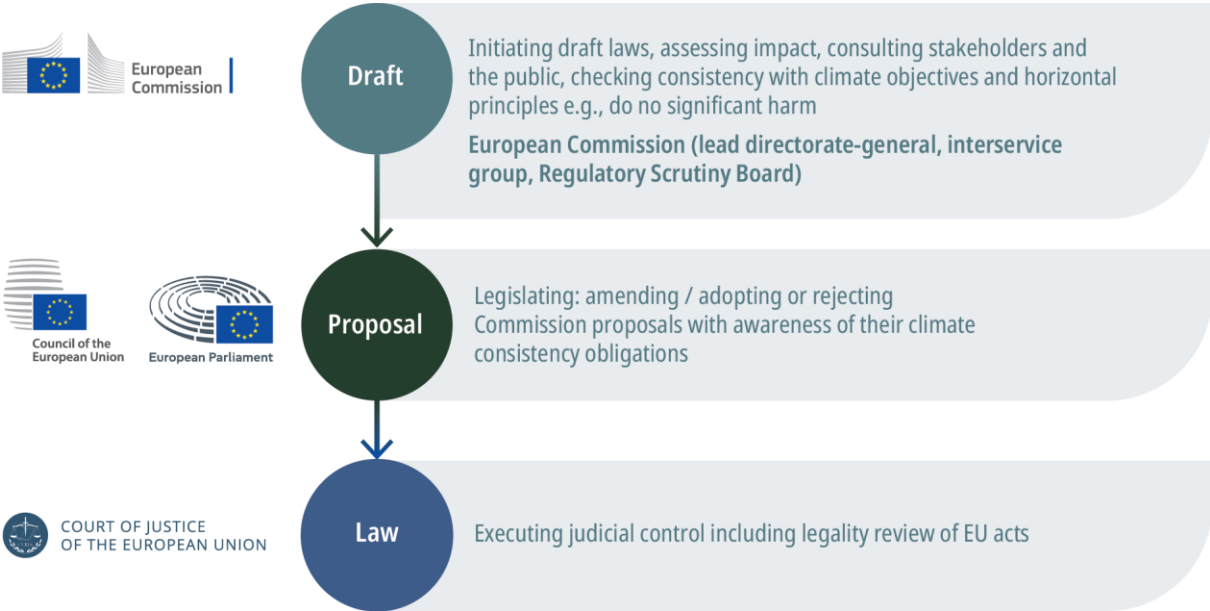 European
Commission
Draft
Initiating draft laws, assessing impact, consulting stakeholders and
the public, checking consistency with climate objectives and horizontal
principles e.g., do no significant harm
European Commission (lead directorate-general, interservice
group, Regulatory Scrutiny Board)
Council of the
European Union
European Parliament
Proposal
Legislating: amending / adopting or rejecting
Commission proposals with awareness of their climate
consistency obligations
COURT OF JUSTICE
OF THE EUROPEAN UNION
Law
Executing judicial control including legality review of EU acts